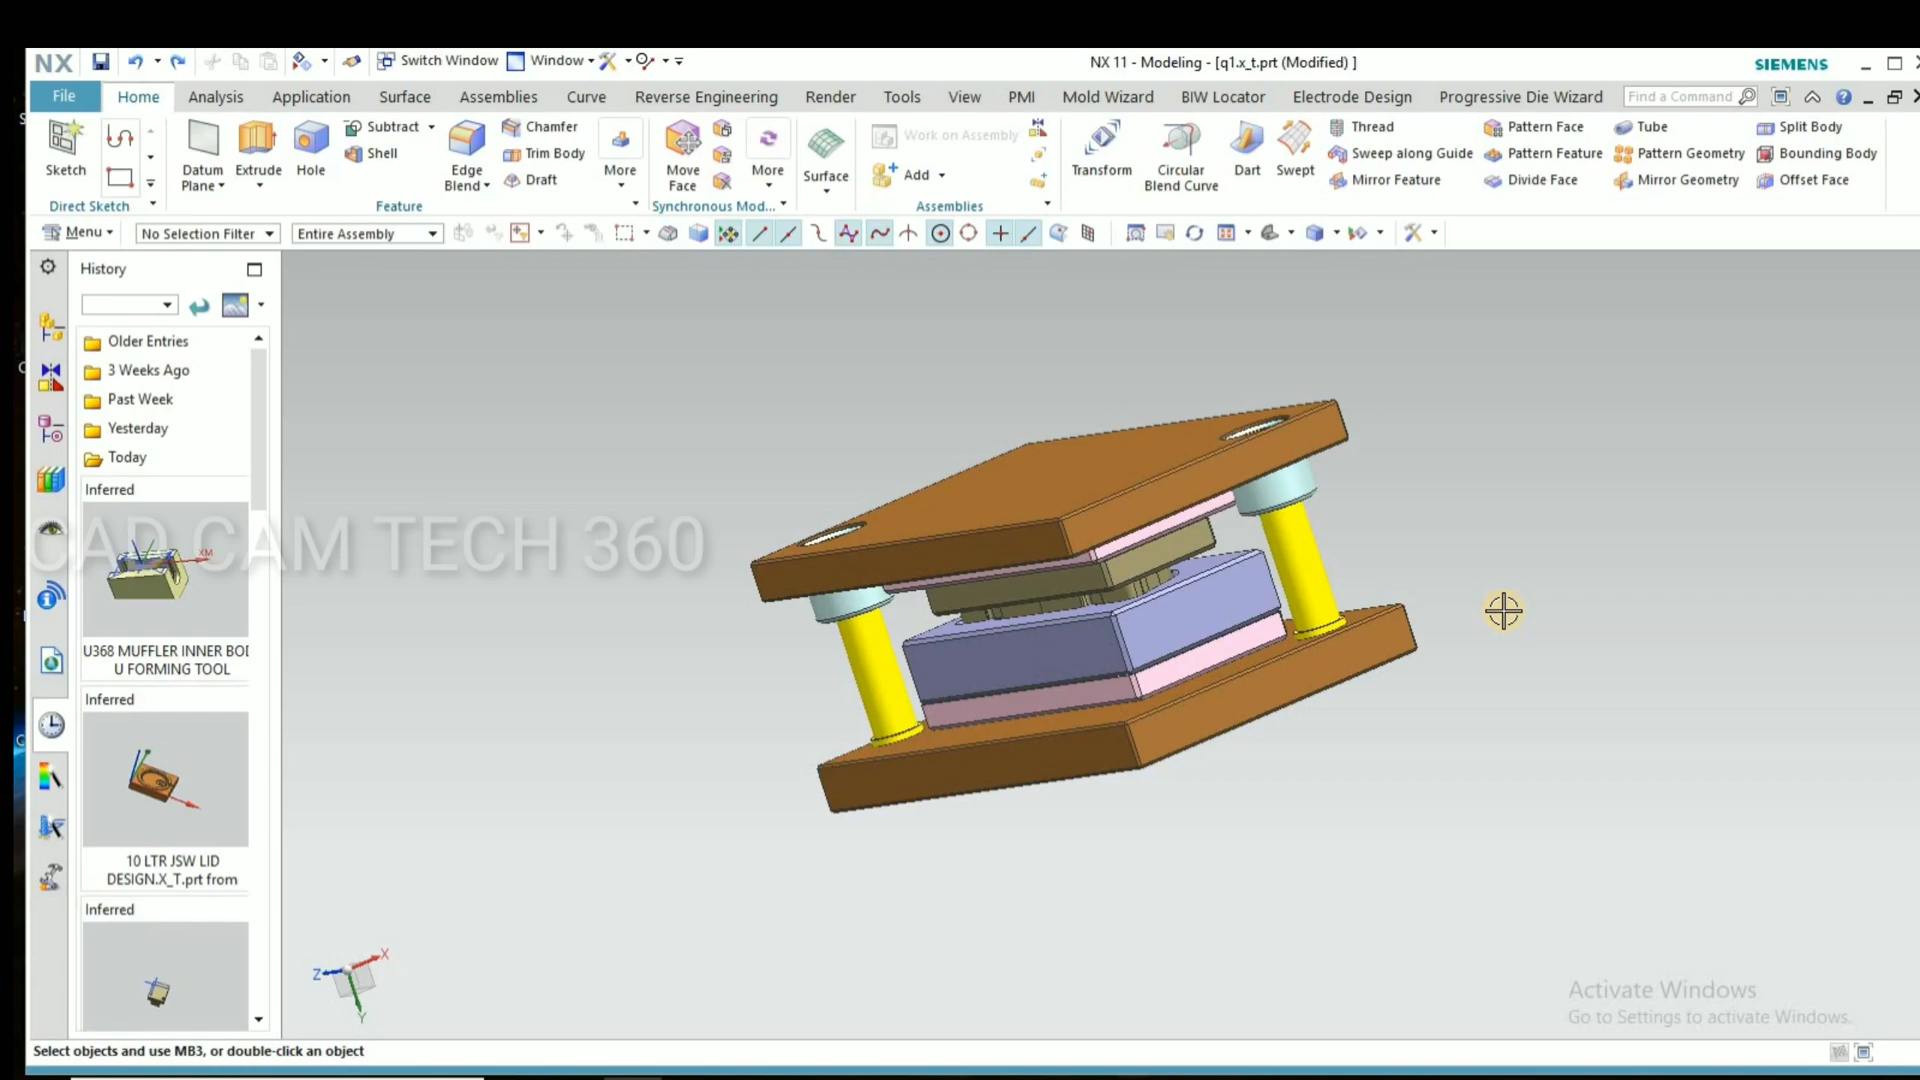 NX
Switch Window
Window
NX 11 - Modeling - [q1.x_t.prt (Modified) ]
SIEMENS
File
Home
Analysis
Application
Surface
Assemblies
Curve
Reverse Engineering
Render
Tools
View
PMI
Mold Wizard
BIW Locator
Electrode Design
Progressive Die Wizard
Find a Command
Sketch
Direct Sketch
Datum
Plane
Extrude
Hole
Subtract
Shell
Edge
Blend
Chamfer
Trim Body
Draft
More
Feature
Move
Face
More
Synchronous Mod...
Surface
Work on Assembly
Add
Assemblies
Transform
Circular
Blend Curve
Dart
Swept
Thread
Sweep along Guide
Mirror Feature
Pattern Face
Pattern Feature
Divide Face
Tube
Pattern Geometry
Mirror Geometry
Split Body
Bounding Body
Offset Face
Menu
No Selection Filter
Entire Assembly
History
Older Entries
3 Weeks Ago
Past Week
Yesterday
Today
Inferred
CAD CAM TECH 360
XM
U368 MUFFLER INNER BOD
U FORMING TOOL
Inferred
10 LTR JSW LID
DESIGN.X_T.prt from
Inferred
X
Z
Y
Activate Windows
Go to Settings to activate Windows.
Select objects and use MB3, or double-click an object